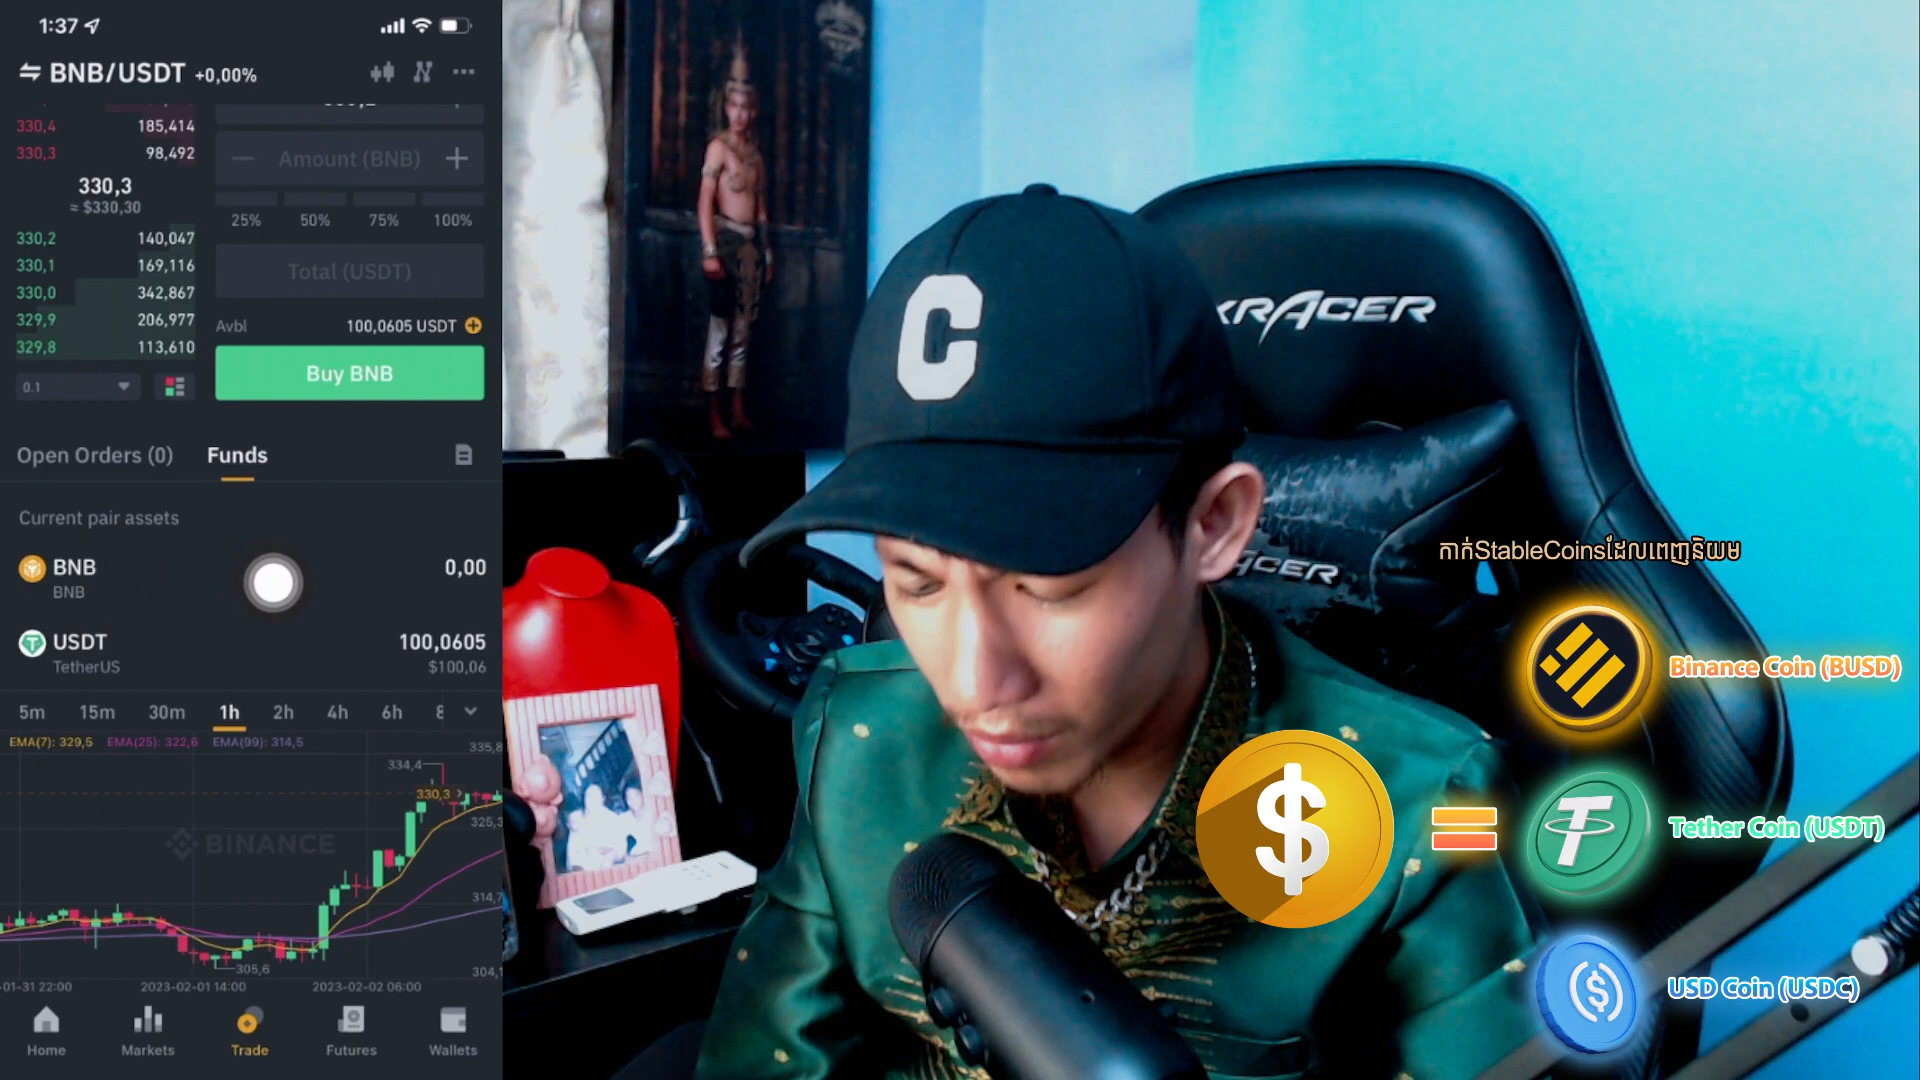 1:37
BNB/USDT +0,00%
330,4 185,414
330,3 98,492
330,3
≈ $330,30
330,2 140,047
330,1 169,116
330,0 342,867
329,9 206,977
329,8 113,610
0.1
Amount (BNB)
25% 50% 75% 100%
Total (USDT)
Avbl 100,0605 USDT
Buy BNB
Open Orders (0) Funds
Current pair assets
BNB 0,00
BNB
USDT 100,0605
TetherUS $100,06
5m 15m 30m 1h 2h 4h 6h
EMA(7): 329,5 EMA(25): 322,6 EMA(99): 314,5
335,8
334,4
330,3
325,3
BINANCE
314,7
305,6
304,1
-01-31 22:00 2023-02-01 14:00 2023-02-02 06:00
Home Markets Trade Futures Wallets
C
XRACER
ACER
កាក់StableCoinsដែលពេញនិយម
Binance Coin (BUSD)
$
Tether Coin (USDT)
USD Coin (USDC)